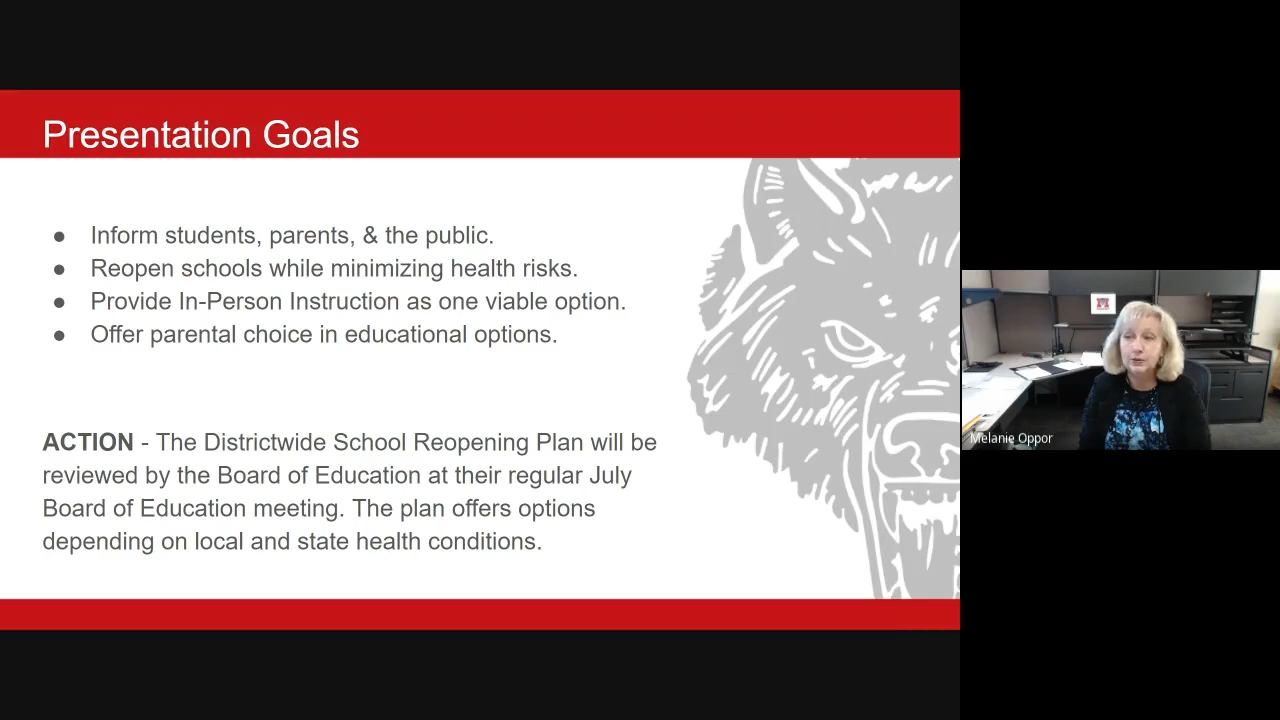 Presentation Goals
● Inform students, parents, & the public.
● Reopen schools while minimizing health risks.
● Provide In-Person Instruction as one viable option.
● Offer parental choice in educational options.
ACTION - The Districtwide School Reopening Plan will be
reviewed by the Board of Education at their regular July
Board of Education meeting. The plan offers options
depending on local and state health conditions.
Melanie Oppor